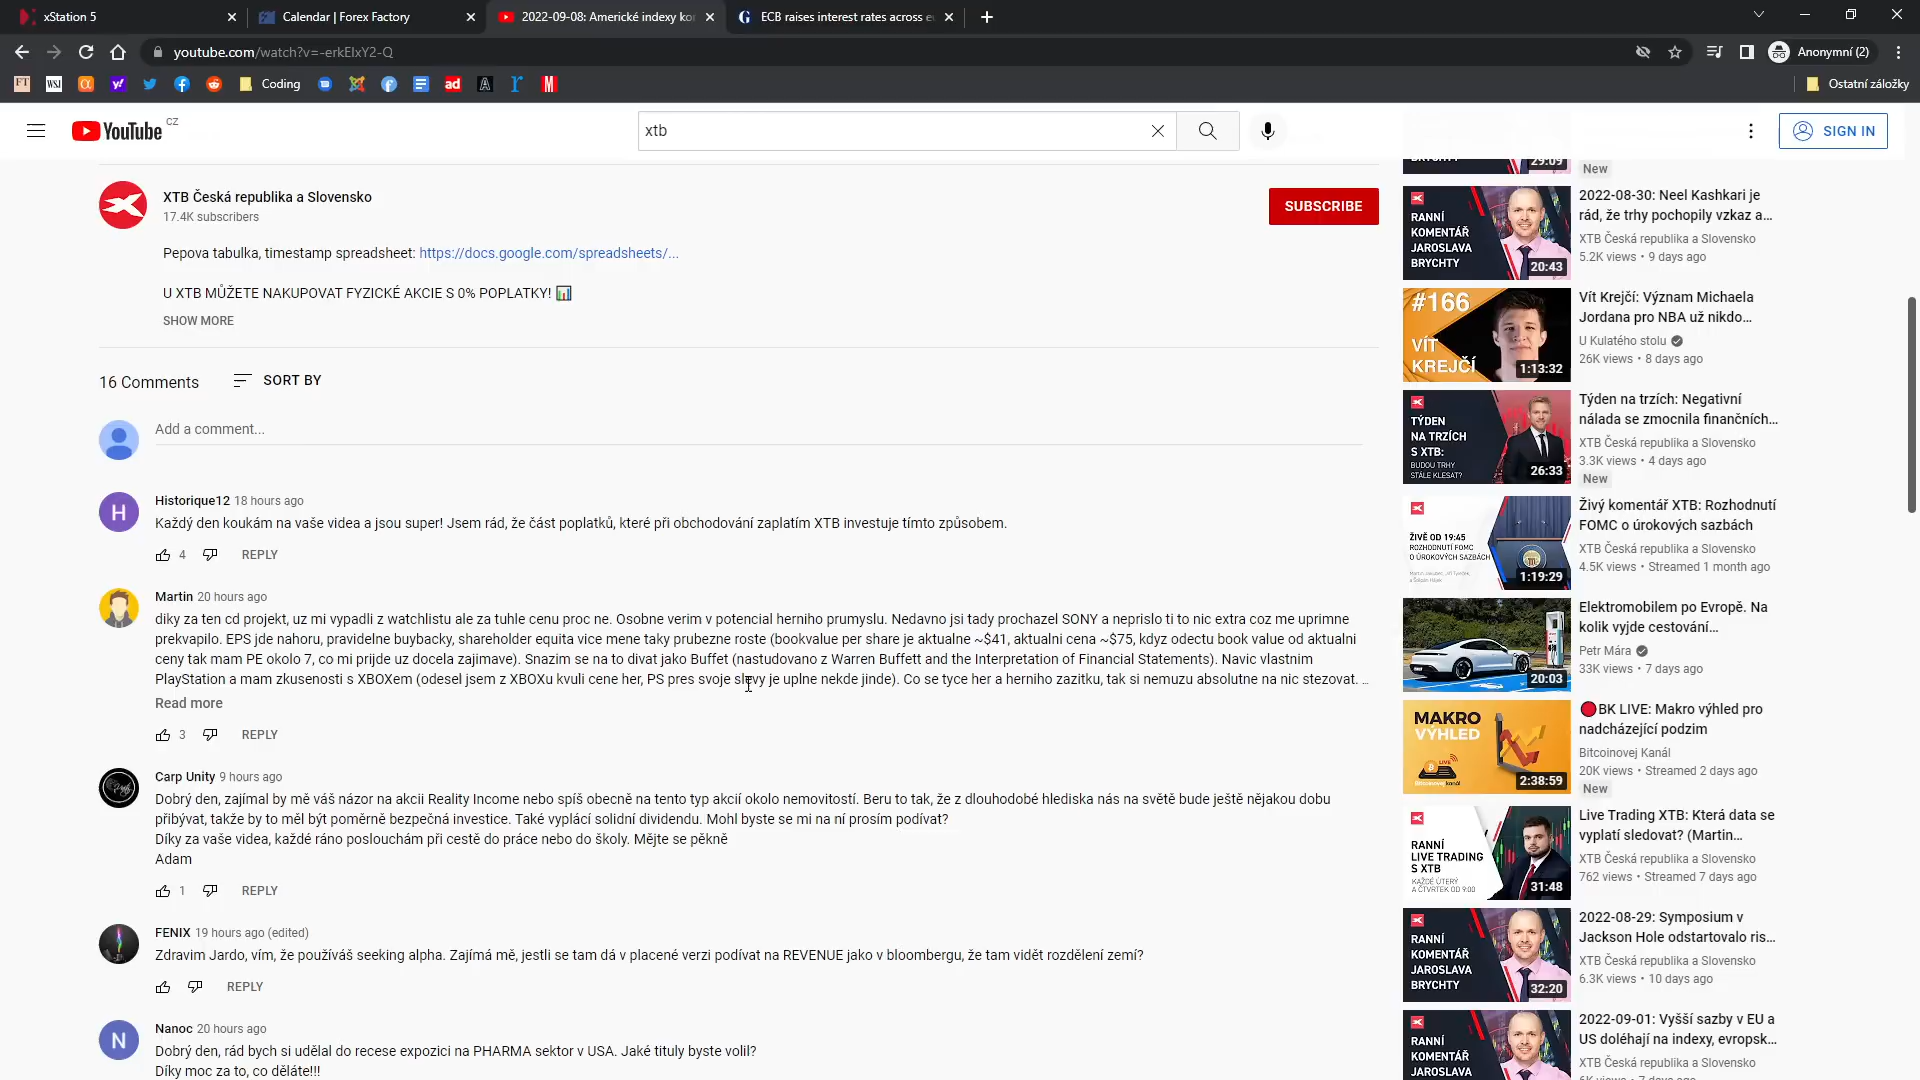 xStation 5
Calendar | Forex Factory
2022-09-08: Americké indexy ko
ECB raises interest rates across e
youtube.com/watch?v=-erkEIxY2-Q
Anonymní (2)
FT
WSJ
Coding
ad
Ostatní záložky
YouTube CZ
xtb
SIGN IN
XTB Česká republika a Slovensko
17.4K subscribers
SUBSCRIBE
Pepova tabulka, timestamp spreadsheet: https://docs.google.com/spreadsheets/...
U XTB MŮŽETE NAKUPOVAT FYZICKÉ AKCIE S 0% POPLATKY! 📊
SHOW MORE
16 Comments
SORT BY
Add a comment...
H
Historique12 18 hours ago
Každý den koukám na vaše videa a jsou super! Jsem rád, že část poplatků, které při obchodování zaplatím XTB investuje tímto způsobem.
4 REPLY
Martin 20 hours ago
diky za ten cd projekt, uz mi vypadli z watchlistu ale za tuhle cenu proc ne. Osobne verim v potencial herniho prumyslu. Nedavno jsi tady prochazel SONY a neprislo ti to nic extra coz me uprimne
prekvapilo. EPS jde nahoru, pravidelne buybacky, shareholder equita vice mene taky prubezne roste (bookvalue per share je aktualne ~$41, aktualni cena ~$75, kdyz odectu book value od aktualni
ceny tak mam PE okolo 7, co mi prijde uz docela zajimave). Snazim se na to divat jako Buffet (nastudovano z Warren Buffett and the Interpretation of Financial Statements). Navic vlastnim
PlayStation a mam zkusenosti s XBOXem (odesel jsem z XBOXu kvuli cene her, PS pres svoje slevy je uplne nekde jinde). Co se tyce her a herniho zazitku, tak si nemuzu absolutne na nic stezovat. ...
Read more
3 REPLY
Carp Unity 9 hours ago
Dobrý den, zajímal by mě váš názor na akcii Reality Income nebo spíš obecně na tento typ akcií okolo nemovitostí. Beru to tak, že z dlouhodobé hlediska nás na světě bude ještě nějakou dobu
přibývat, takže by to měl být poměrně bezpečná investice. Také vyplácí solidní dividendu. Mohl byste se mi na ní prosím podívat?
Díky za vaše videa, každé ráno poslouchám při cestě do práce nebo do školy. Mějte se pěkně
Adam
1 REPLY
FENIX 19 hours ago (edited)
Zdravim Jardo, vím, že používáš seeking alpha. Zajímá mě, jestli se tam dá v placené verzi podívat na REVENUE jako v bloombergu, že tam vidět rozdělení zemí?
REPLY
N
Nanoc 20 hours ago
Dobrý den, rád bych si udělal do recese expozici na PHARMA sektor v USA. Jaké tituly byste volil?
Díky moc za to, co děláte!!!
29:09
New
RANNÍ
KOMENTÁŘ
JAROSLAVA
BRYCHTY
20:43
2022-08-30: Neel Kashkari je
rád, že trhy pochopily vzkaz a...
XTB Česká republika a Slovensko
5.2K views • 9 days ago
#166
VÍT
KREJČÍ
1:13:32
Vít Krejčí: Význam Michaela
Jordana pro NBA už nikdo...
U Kulatého stolu
26K views • 8 days ago
TÝDEN
NA TRZÍCH
S XTB:
BUDOU TRHY
STÁLE KLESAT?
26:33
Týden na trzích: Negativní
nálada se zmocnila finančních...
XTB Česká republika a Slovensko
3.3K views • 4 days ago
New
ŽIVĚ OD 19:45
ROZHODNUTÍ FOMC
O ÚROKOVÝCH SAZBÁCH
1:19:29
Živý komentář XTB: Rozhodnutí
FOMC o úrokových sazbách
XTB Česká republika a Slovensko
4.5K views • Streamed 1 month ago
20:03
Elektromobilem po Evropě. Na
kolik vyjde cestování...
Petr Mára
33K views • 7 days ago
MAKRO
VÝHLED
LIVE
2:38:59
🔴BK LIVE: Makro výhled pro
nadcházející podzim
Bitcoinovej Kanál
20K views • Streamed 2 days ago
New
RANNÍ
LIVE TRADING
S XTB
KAŽDÉ ÚTERÝ
A ČTVRTEK OD 9:00
31:48
Live Trading XTB: Která data se
vyplatí sledovat? (Martin...
XTB Česká republika a Slovensko
762 views • Streamed 7 days ago
RANNÍ
KOMENTÁŘ
JAROSLAVA
BRYCHTY
32:20
2022-08-29: Symposium v
Jackson Hole odstartovalo ris...
XTB Česká republika a Slovensko
6.3K views • 10 days ago
RANNÍ
KOMENTÁŘ
JAROSLAVA
2022-09-01: Vyšší sazby v EU a
US doléhají na indexy, evropsk...
XTB Česká republika a Slovensko